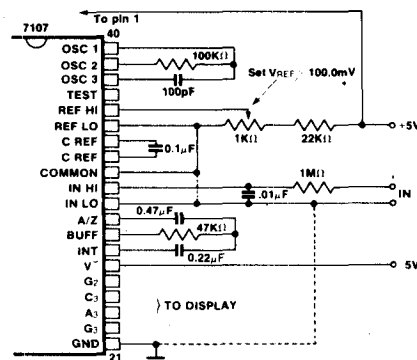 To pin 1
7107
40
OSC 1
OSC 2
100KΩ
OSC 3
100pF
TEST
Set VREF = 100.0mV
REF HI
REF LO
+5V
1KΩ
22KΩ
C REF
0.1μF
C REF
COMMON
1MΩ
IN HI
.01μF
IN
IN LO
0.47μF
A/Z
47KΩ
BUFF
INT
0.22μF
V-
5V
G2
C3
TO DISPLAY
A3
G3
GND
21